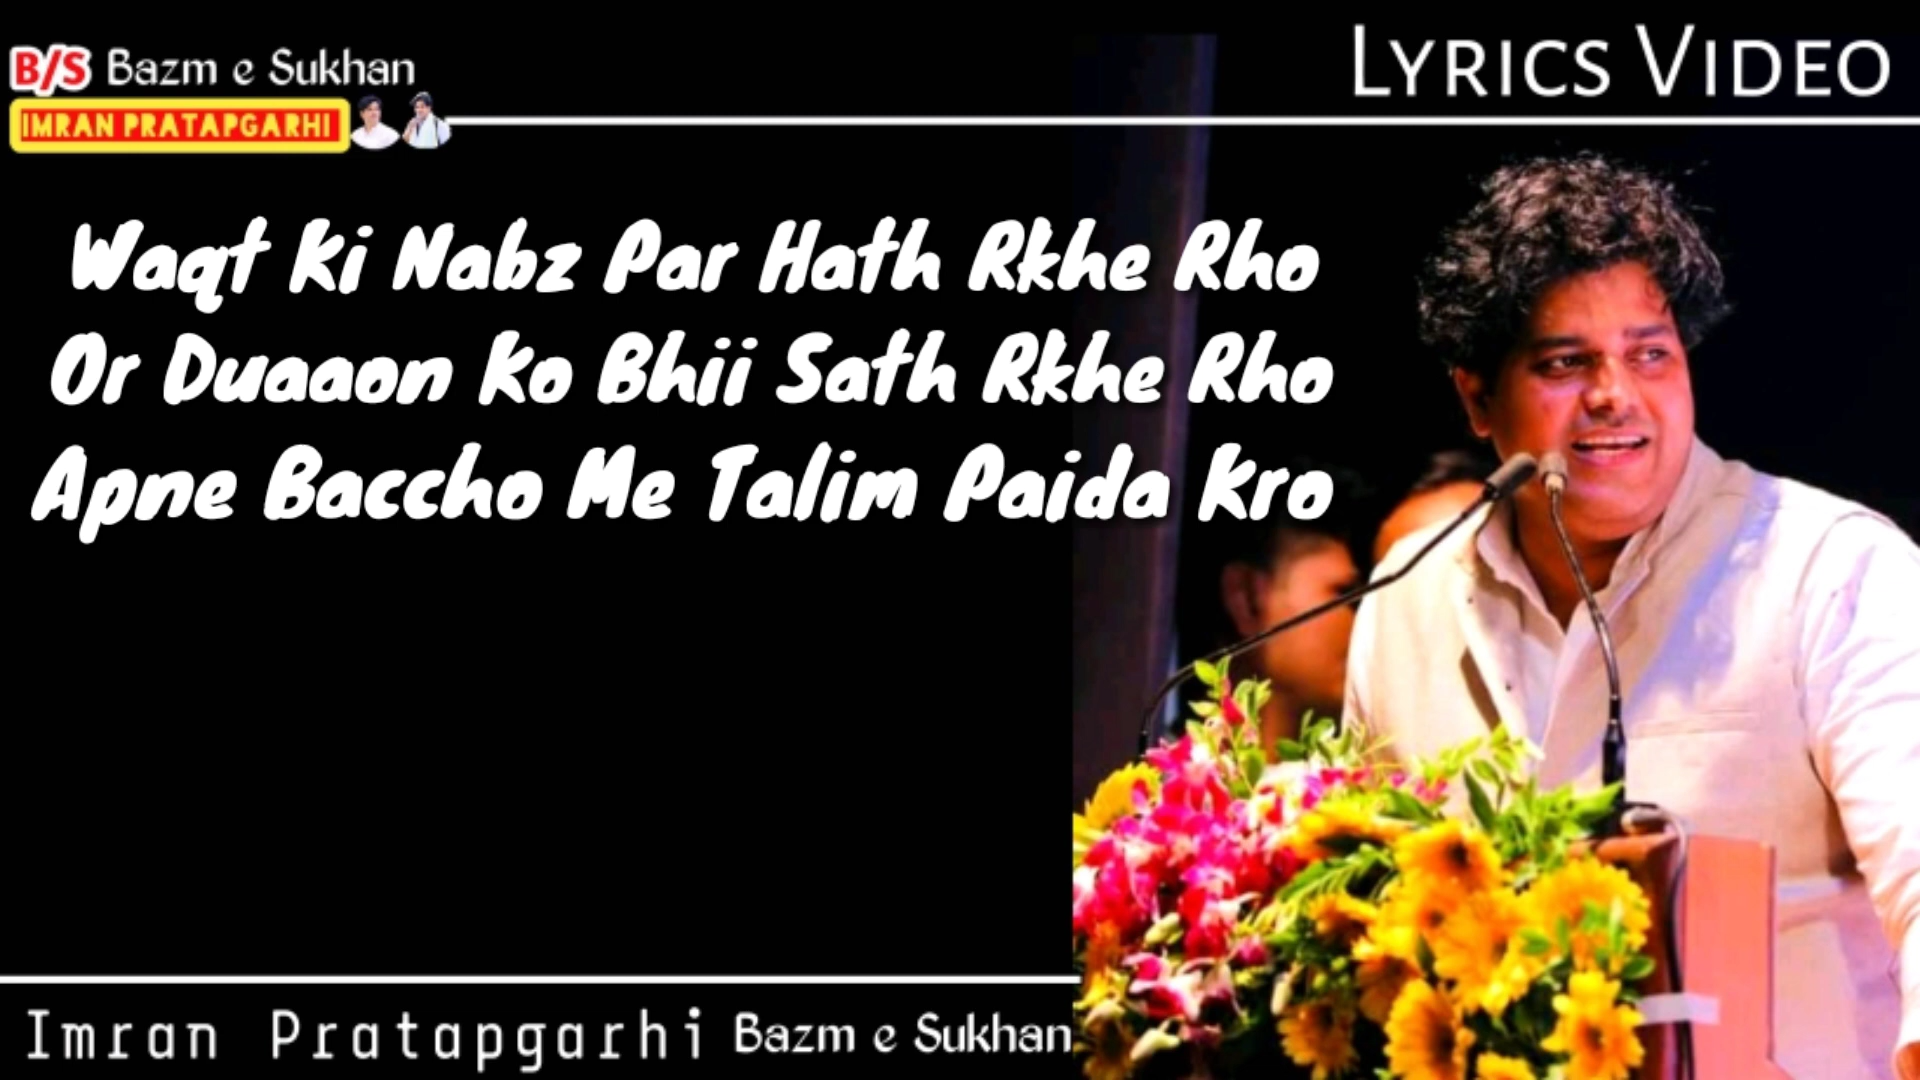 B/S Bazm e Sukhan
IMRAN PRATAPGARHI
LYRICS VIDEO
Waqt Ki Nabz Par Hath Rkhe Rho
Or Duaaon Ko Bhii Sath Rkhe Rho
Apne Baccho Me Talim Paida Kro
Imran Pratapgarhi Bazm e Sukhan